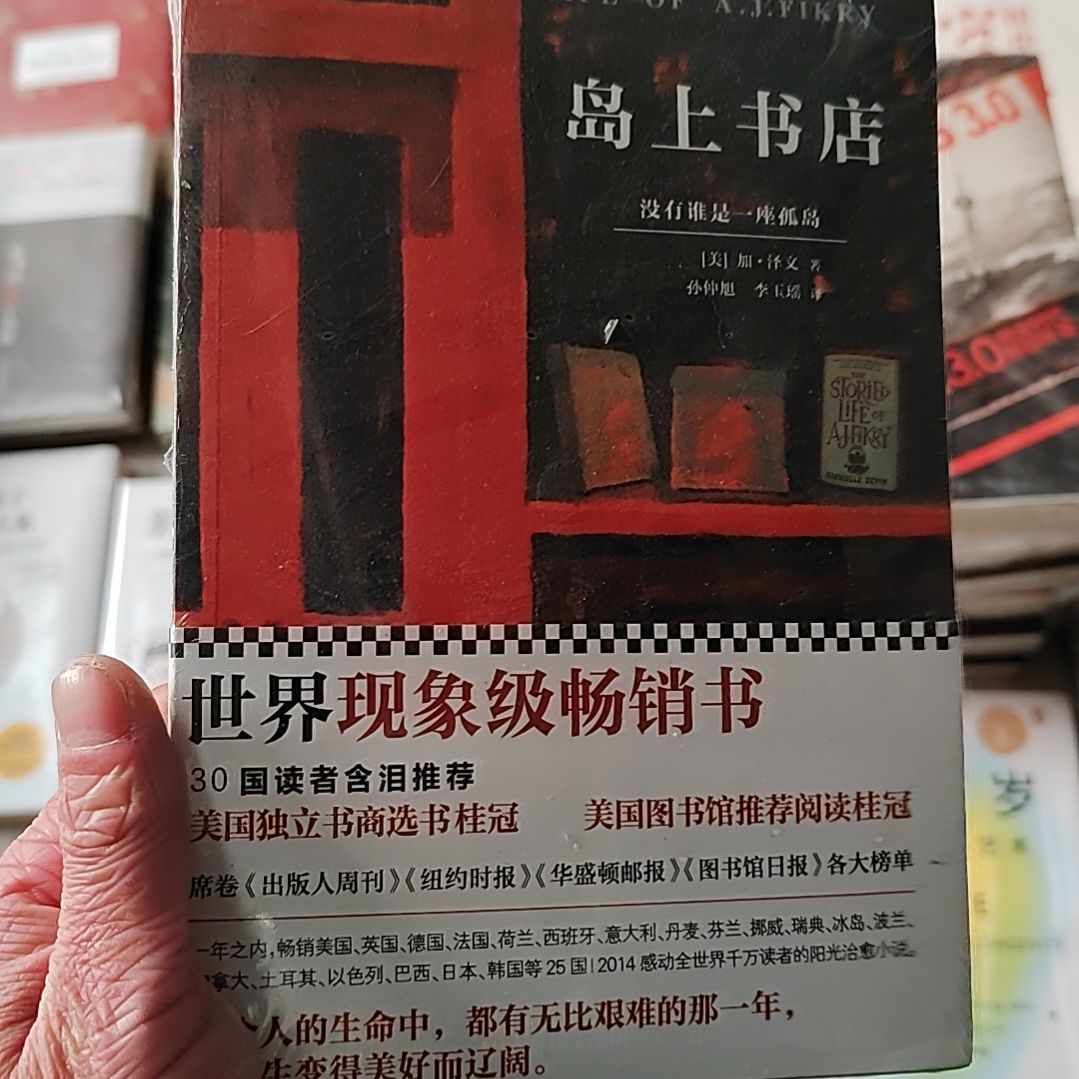 LIFE OF A.J.FIKRY
岛上书店
没有谁是一座孤岛
[美] 加·泽文 著
孙仲旭 李玉瑶 译
THE
STORIED
LIFE OF
A.J.FIKRY
GABRIELLE ZEVIN
世界现象级畅销书
30国读者含泪推荐
美国独立书商选书桂冠 美国图书馆推荐阅读桂冠
席卷《出版人周刊》《纽约时报》《华盛顿邮报》《图书馆日报》各大榜单
一年之内,畅销美国、英国、德国、法国、荷兰、西班牙、意大利、丹麦、芬兰、挪威、瑞典、冰岛、波兰、
拿大、土耳其、以色列、巴西、日本、韩国等25国|2014感动全世界千万读者的阳光治愈小说。
人的生命中，都有无比艰难的那一年，
生变得美好而辽阔。
3.0
3.0
岁